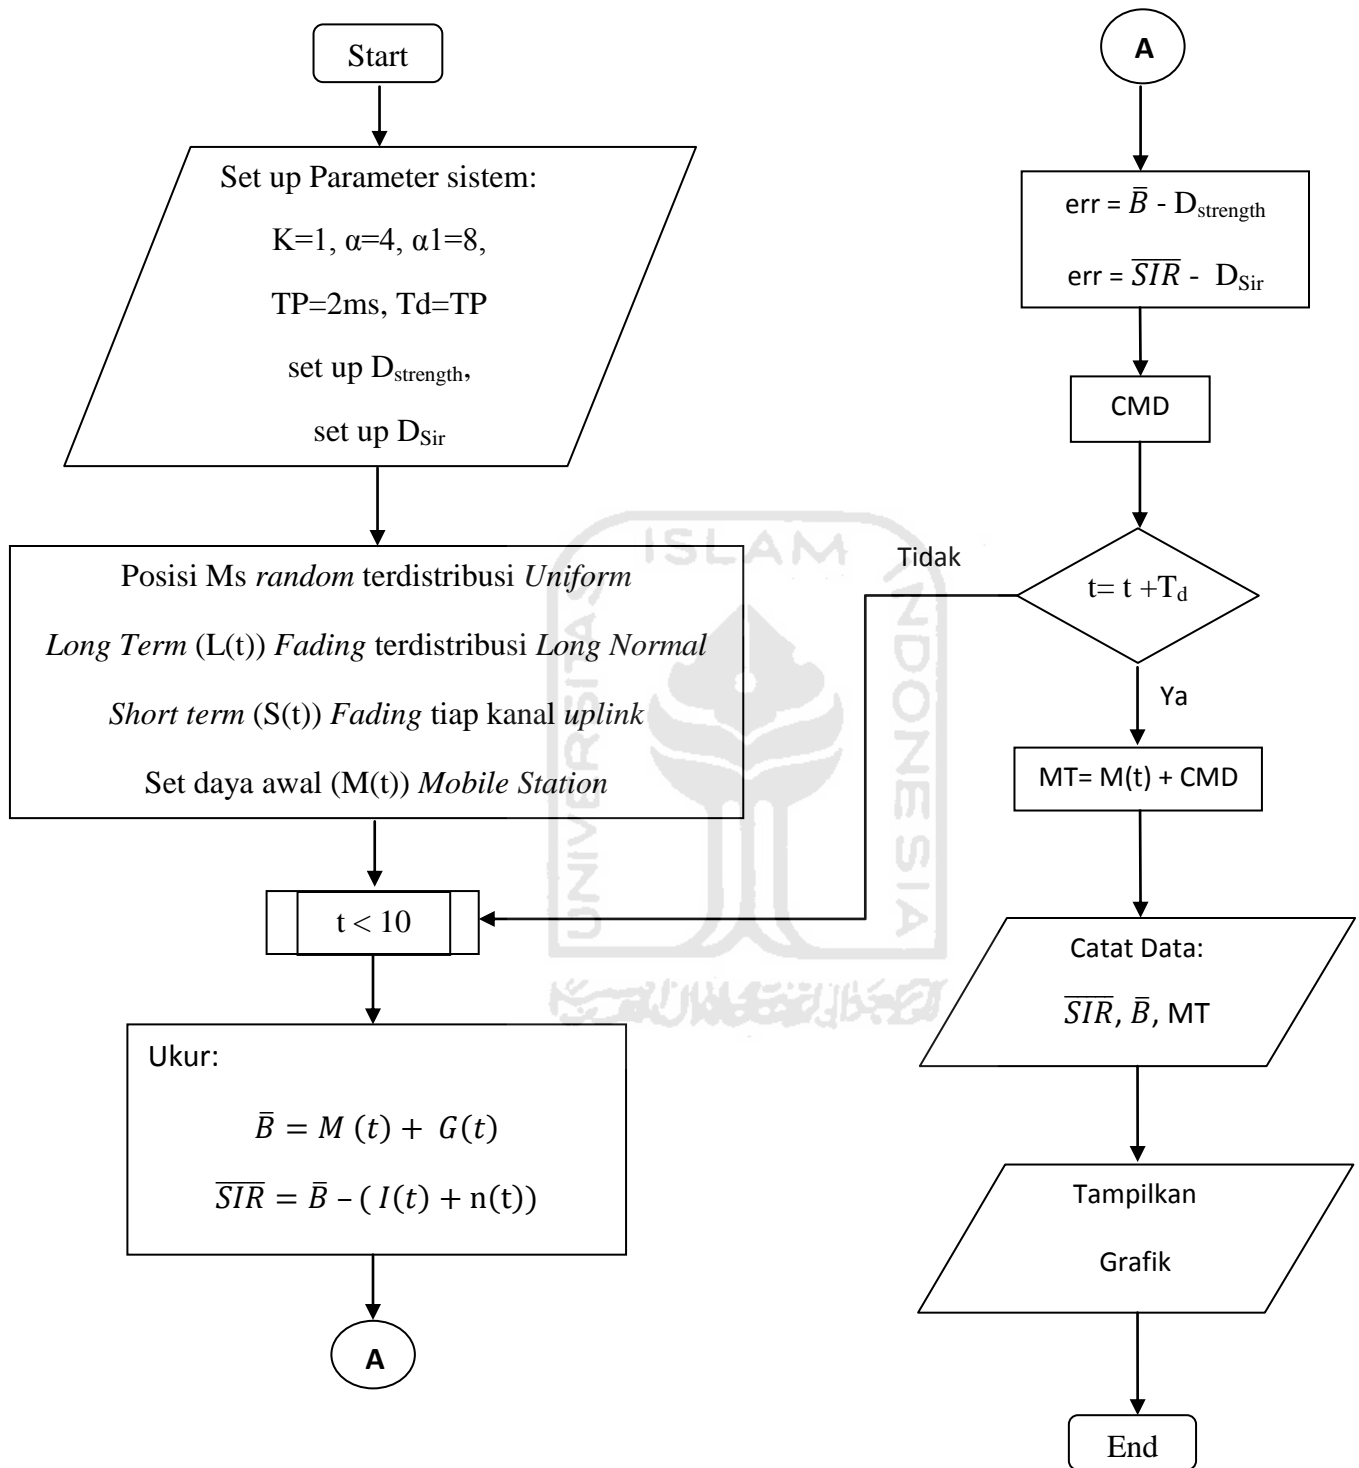 Start
Set up Parameter sistem:
K=1, α=4, α1=8,
TP=2ms, Td=TP
set up D_strength,
set up D_Sir
Posisi Ms random terdistribusi Uniform
Long Term (L(t)) Fading terdistribusi Long Normal
Short term (S(t)) Fading tiap kanal uplink
Set daya awal (M(t)) Mobile Station
t < 10
Ukur:
B̅ = M (t) + G(t)
S̅I̅R̅ = B̅ – ( I(t) + n(t))
A
A
err = B̅ - D_strength
err = S̅I̅R̅ - D_Sir
CMD
t= t +T_d
Tidak
Ya
MT= M(t) + CMD
Catat Data:
S̅I̅R̅, B̅, MT
Tampilkan
Grafik
End
UNIVERSITAS
ISLAM
INDONESIA